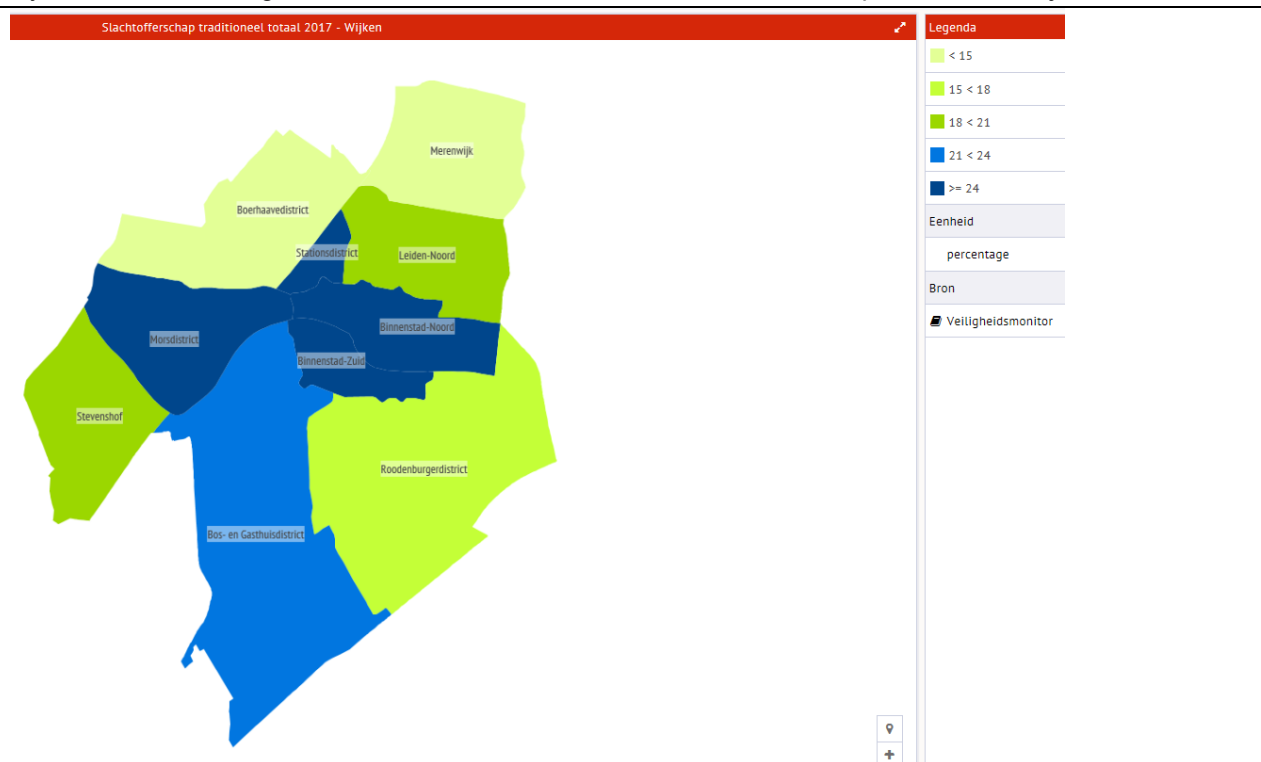 Slachtofferschap traditioneel totaal 2017 - Wijken
Merenwijk
Boerhaavedistrict
Stationsdistrict
Leiden-Noord
Binnenstad-Noord
Morsdistrict
Binnenstad-Zuid
Stevenshof
Roodenburgerdistrict
Bos- en Gasthuisdistrict
Legenda
< 15
15 < 18
18 < 21
21 < 24
>= 24
Eenheid
percentage
Bron
Veiligheidsmonitor